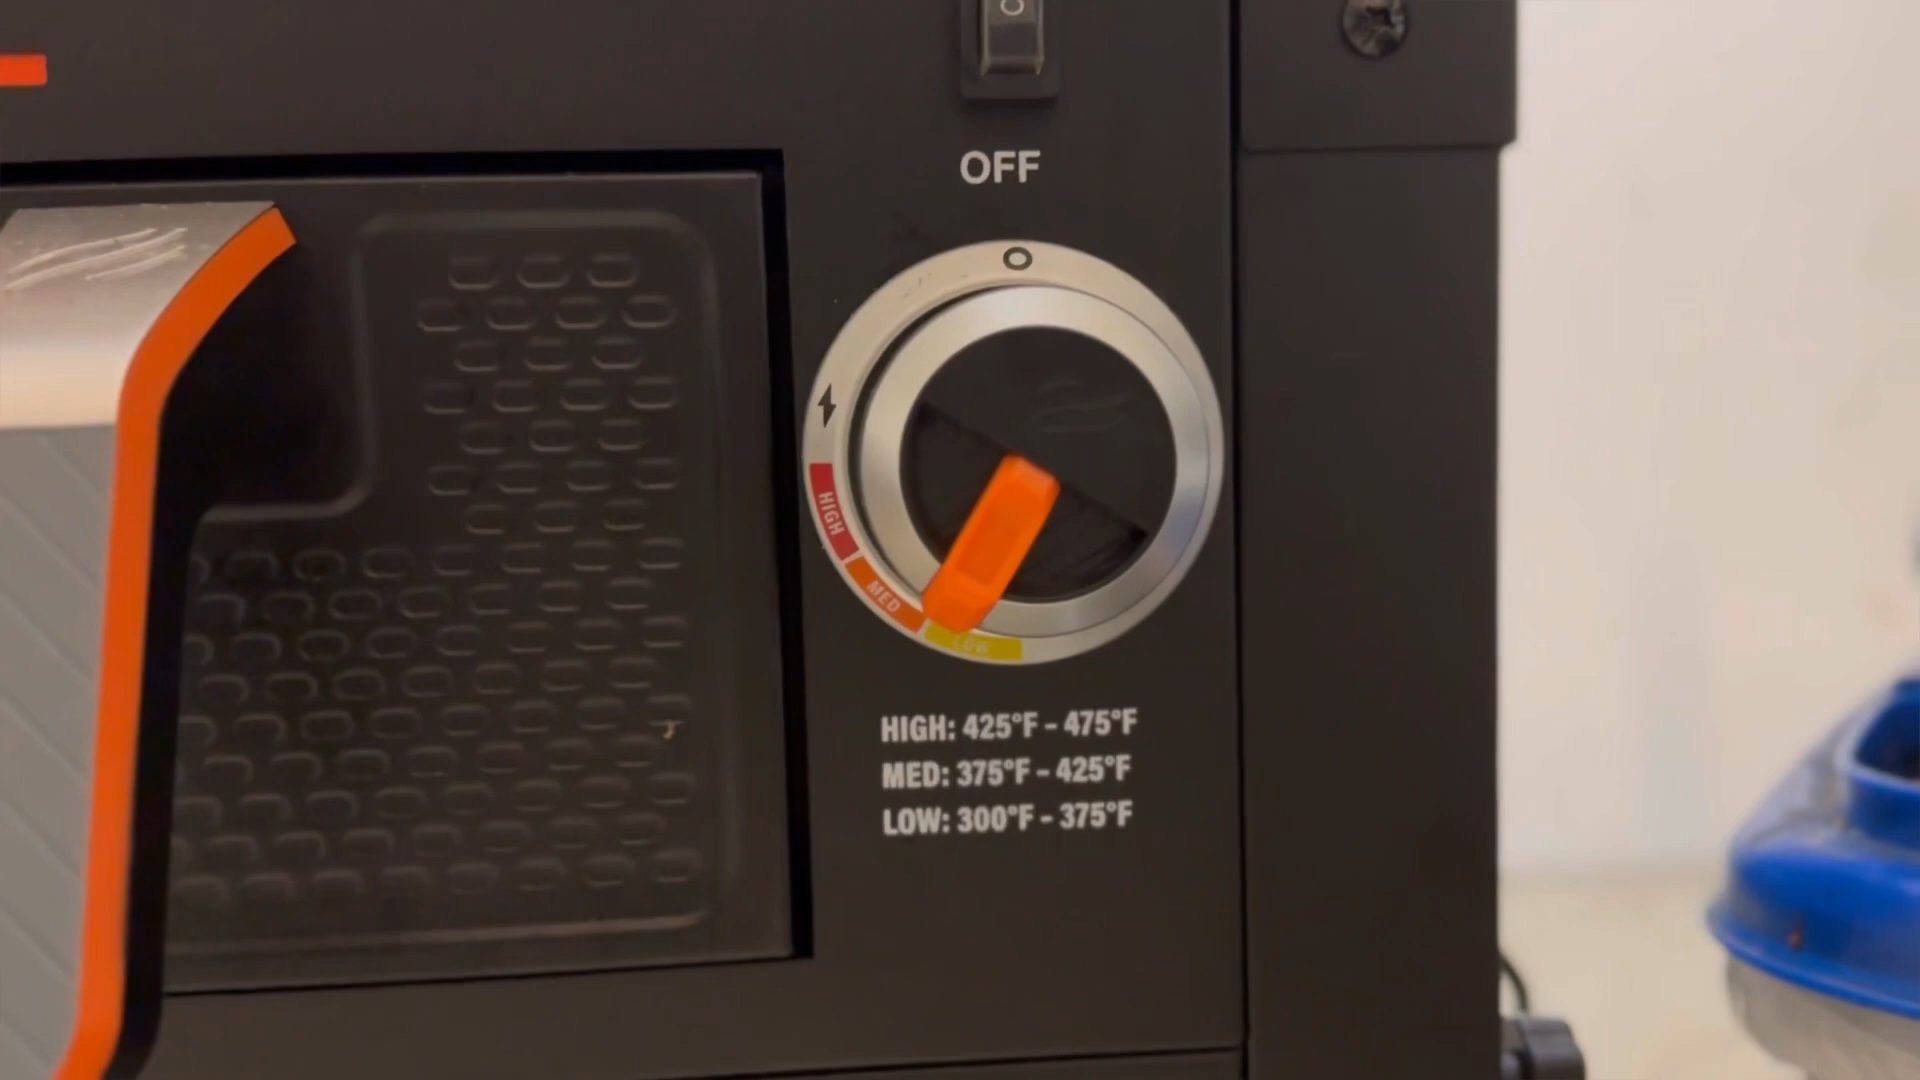 OFF
HIGH
MED
LOW
HIGH: 425°F - 475°F
MED: 375°F - 425°F
LOW: 300°F - 375°F